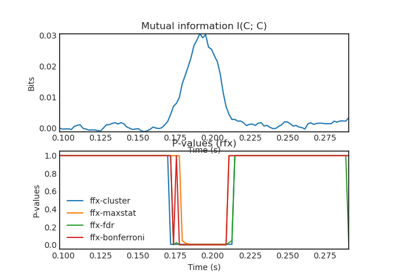 Mutual information I(C; C)
Bits
0.03
0.02
0.01
0.00
0.100 0.125 0.150 0.175 0.200 0.225 0.250 0.275
Time (s)
P-values (rfx)
P-values
1.0
0.8
0.6
0.4
0.2
0.0
ffx-cluster
ffx-maxstat
ffx-fdr
ffx-bonferroni
0.100 0.125 0.150 0.175 0.200 0.225 0.250 0.275
Time (s)